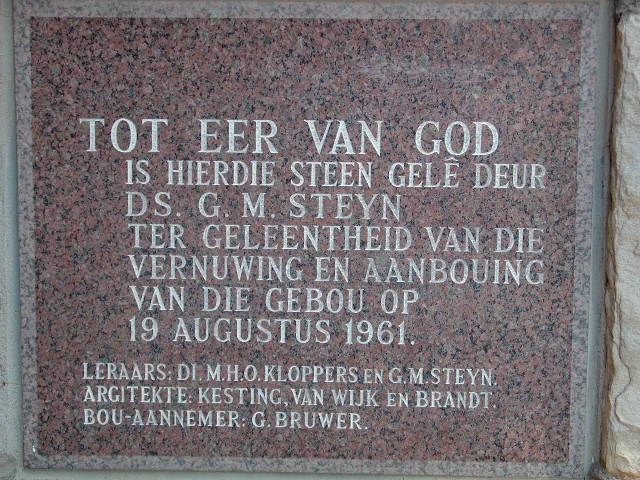 TOT EER VAN GOD
IS HIERDIE STEEN GELÊ DEUR
DS. G. M. STEYN
TER GELEENTHEID VAN DIE
VERNUWING EN AANBOUING
VAN DIE GEBOU OP
19 AUGUSTUS 1961.
LERAARS: DI. M.H.O. KLOPPERS EN G.M. STEYN.
ARGITEKTE: KESTING, VAN WIJK EN BRANDT.
BOU-AANNEMER: G. BRUWER.